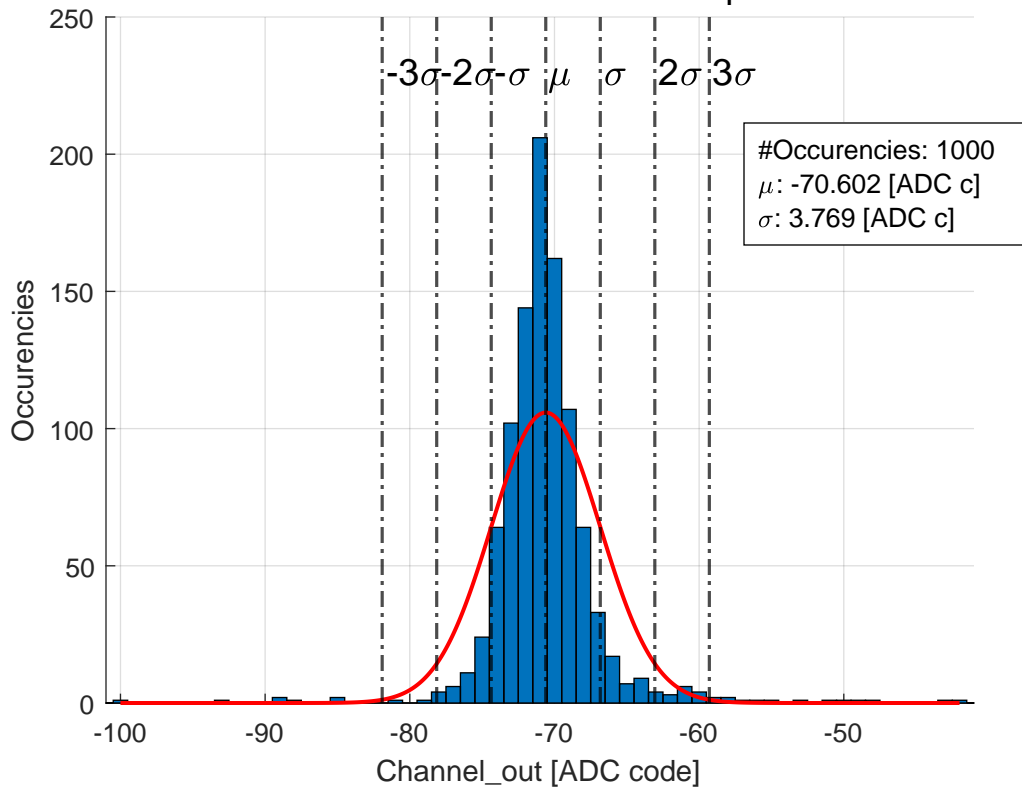 250
-3σ -2σ -σ μ σ 2σ 3σ
#Occurencies: 1000
μ: -70.602 [ADC c]
σ: 3.769 [ADC c]
200
150
100
50
0
Occurencies
-100 -90 -80 -70 -60 -50
Channel_out [ADC code]